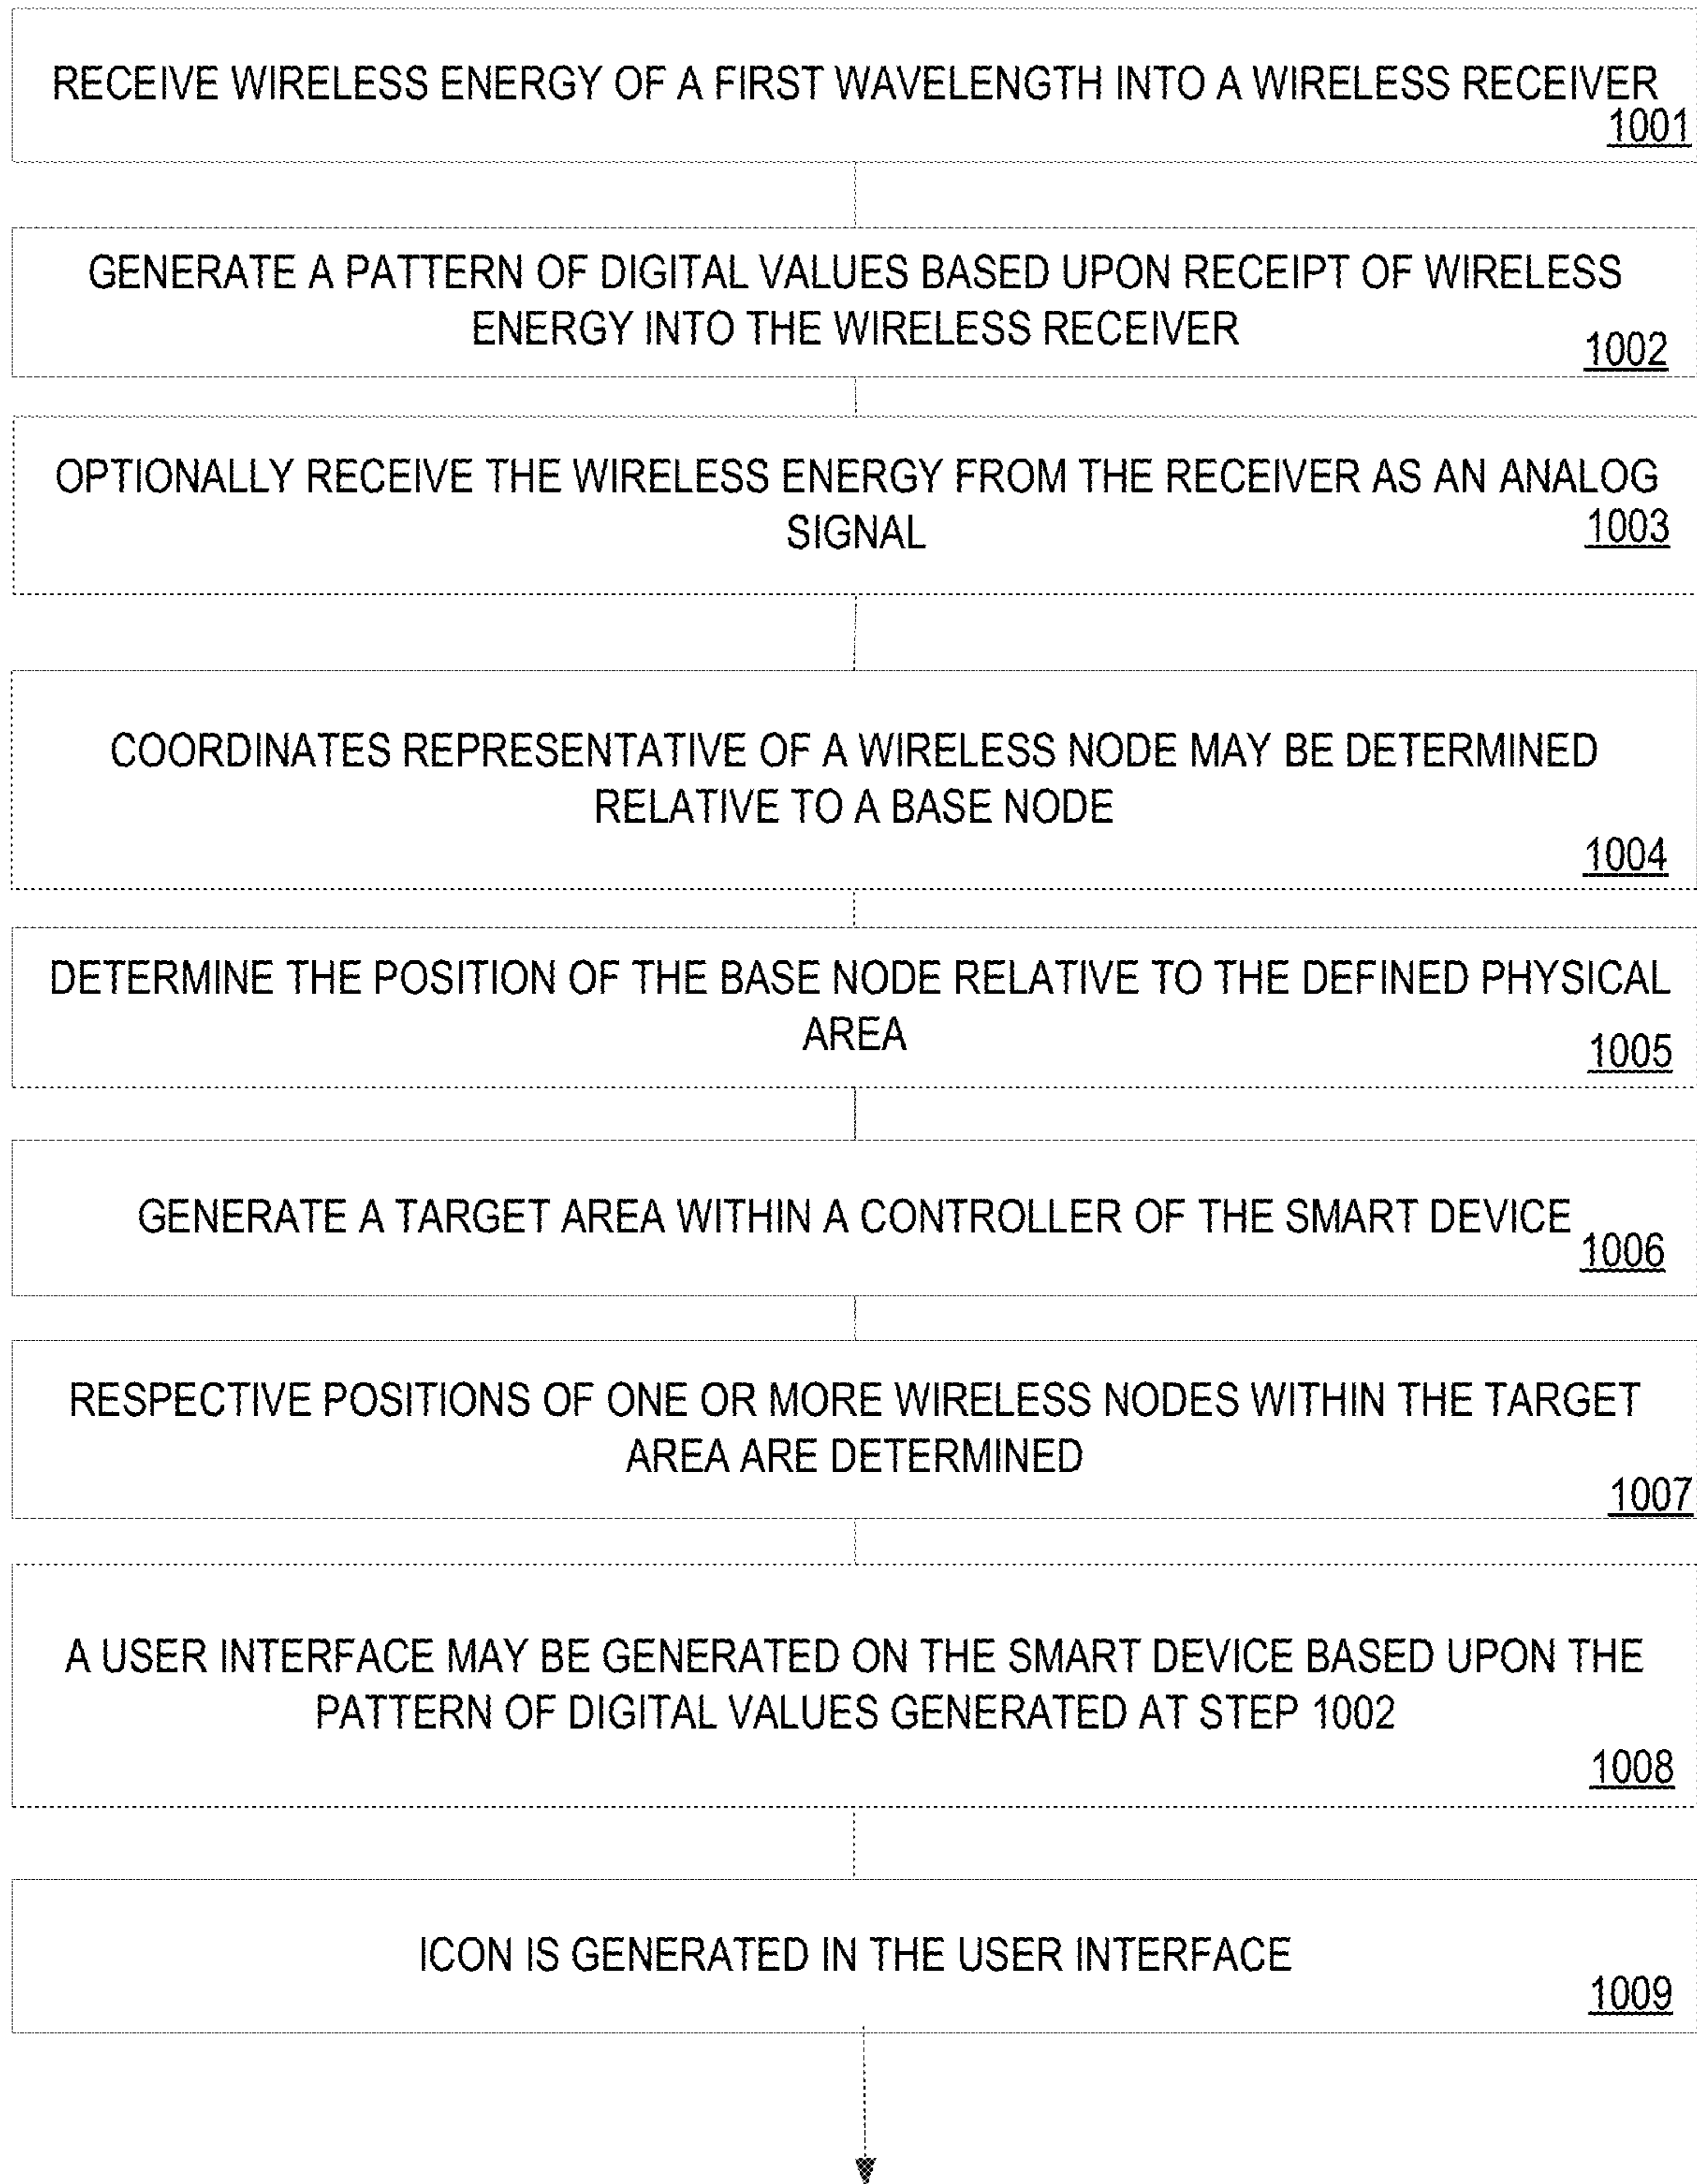 RECEIVE WIRELESS ENERGY OF A FIRST WAVELENGTH INTO A WIRELESS RECEIVER
1001
GENERATE A PATTERN OF DIGITAL VALUES BASED UPON RECEIPT OF WIRELESS
ENERGY INTO THE WIRELESS RECEIVER
1002
OPTIONALLY RECEIVE THE WIRELESS ENERGY FROM THE RECEIVER AS AN ANALOG
SIGNAL
1003
COORDINATES REPRESENTATIVE OF A WIRELESS NODE MAY BE DETERMINED
RELATIVE TO A BASE NODE
1004
DETERMINE THE POSITION OF THE BASE NODE RELATIVE TO THE DEFINED PHYSICAL
AREA
1005
GENERATE A TARGET AREA WITHIN A CONTROLLER OF THE SMART DEVICE
1006
RESPECTIVE POSITIONS OF ONE OR MORE WIRELESS NODES WITHIN THE TARGET
AREA ARE DETERMINED
1007
A USER INTERFACE MAY BE GENERATED ON THE SMART DEVICE BASED UPON THE
PATTERN OF DIGITAL VALUES GENERATED AT STEP 1002
1008
ICON IS GENERATED IN THE USER INTERFACE
1009